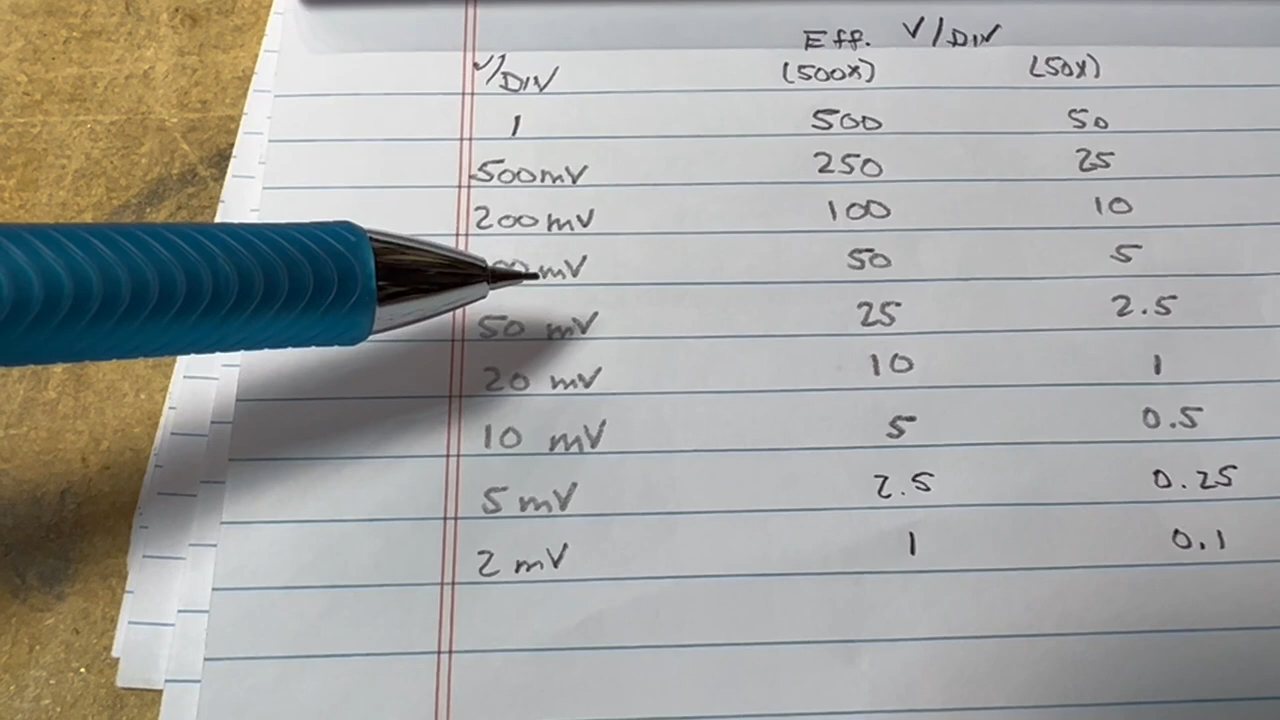 Eff. V/DIV
V/DIV (500x) (50x)
1 500 50
500mV 250 25
200mV 100 10
50 5
50 mV 25 2.5
20 mV 10 1
10 mV 5 0.5
5 mV 2.5 0.25
2 mV 1 0.1